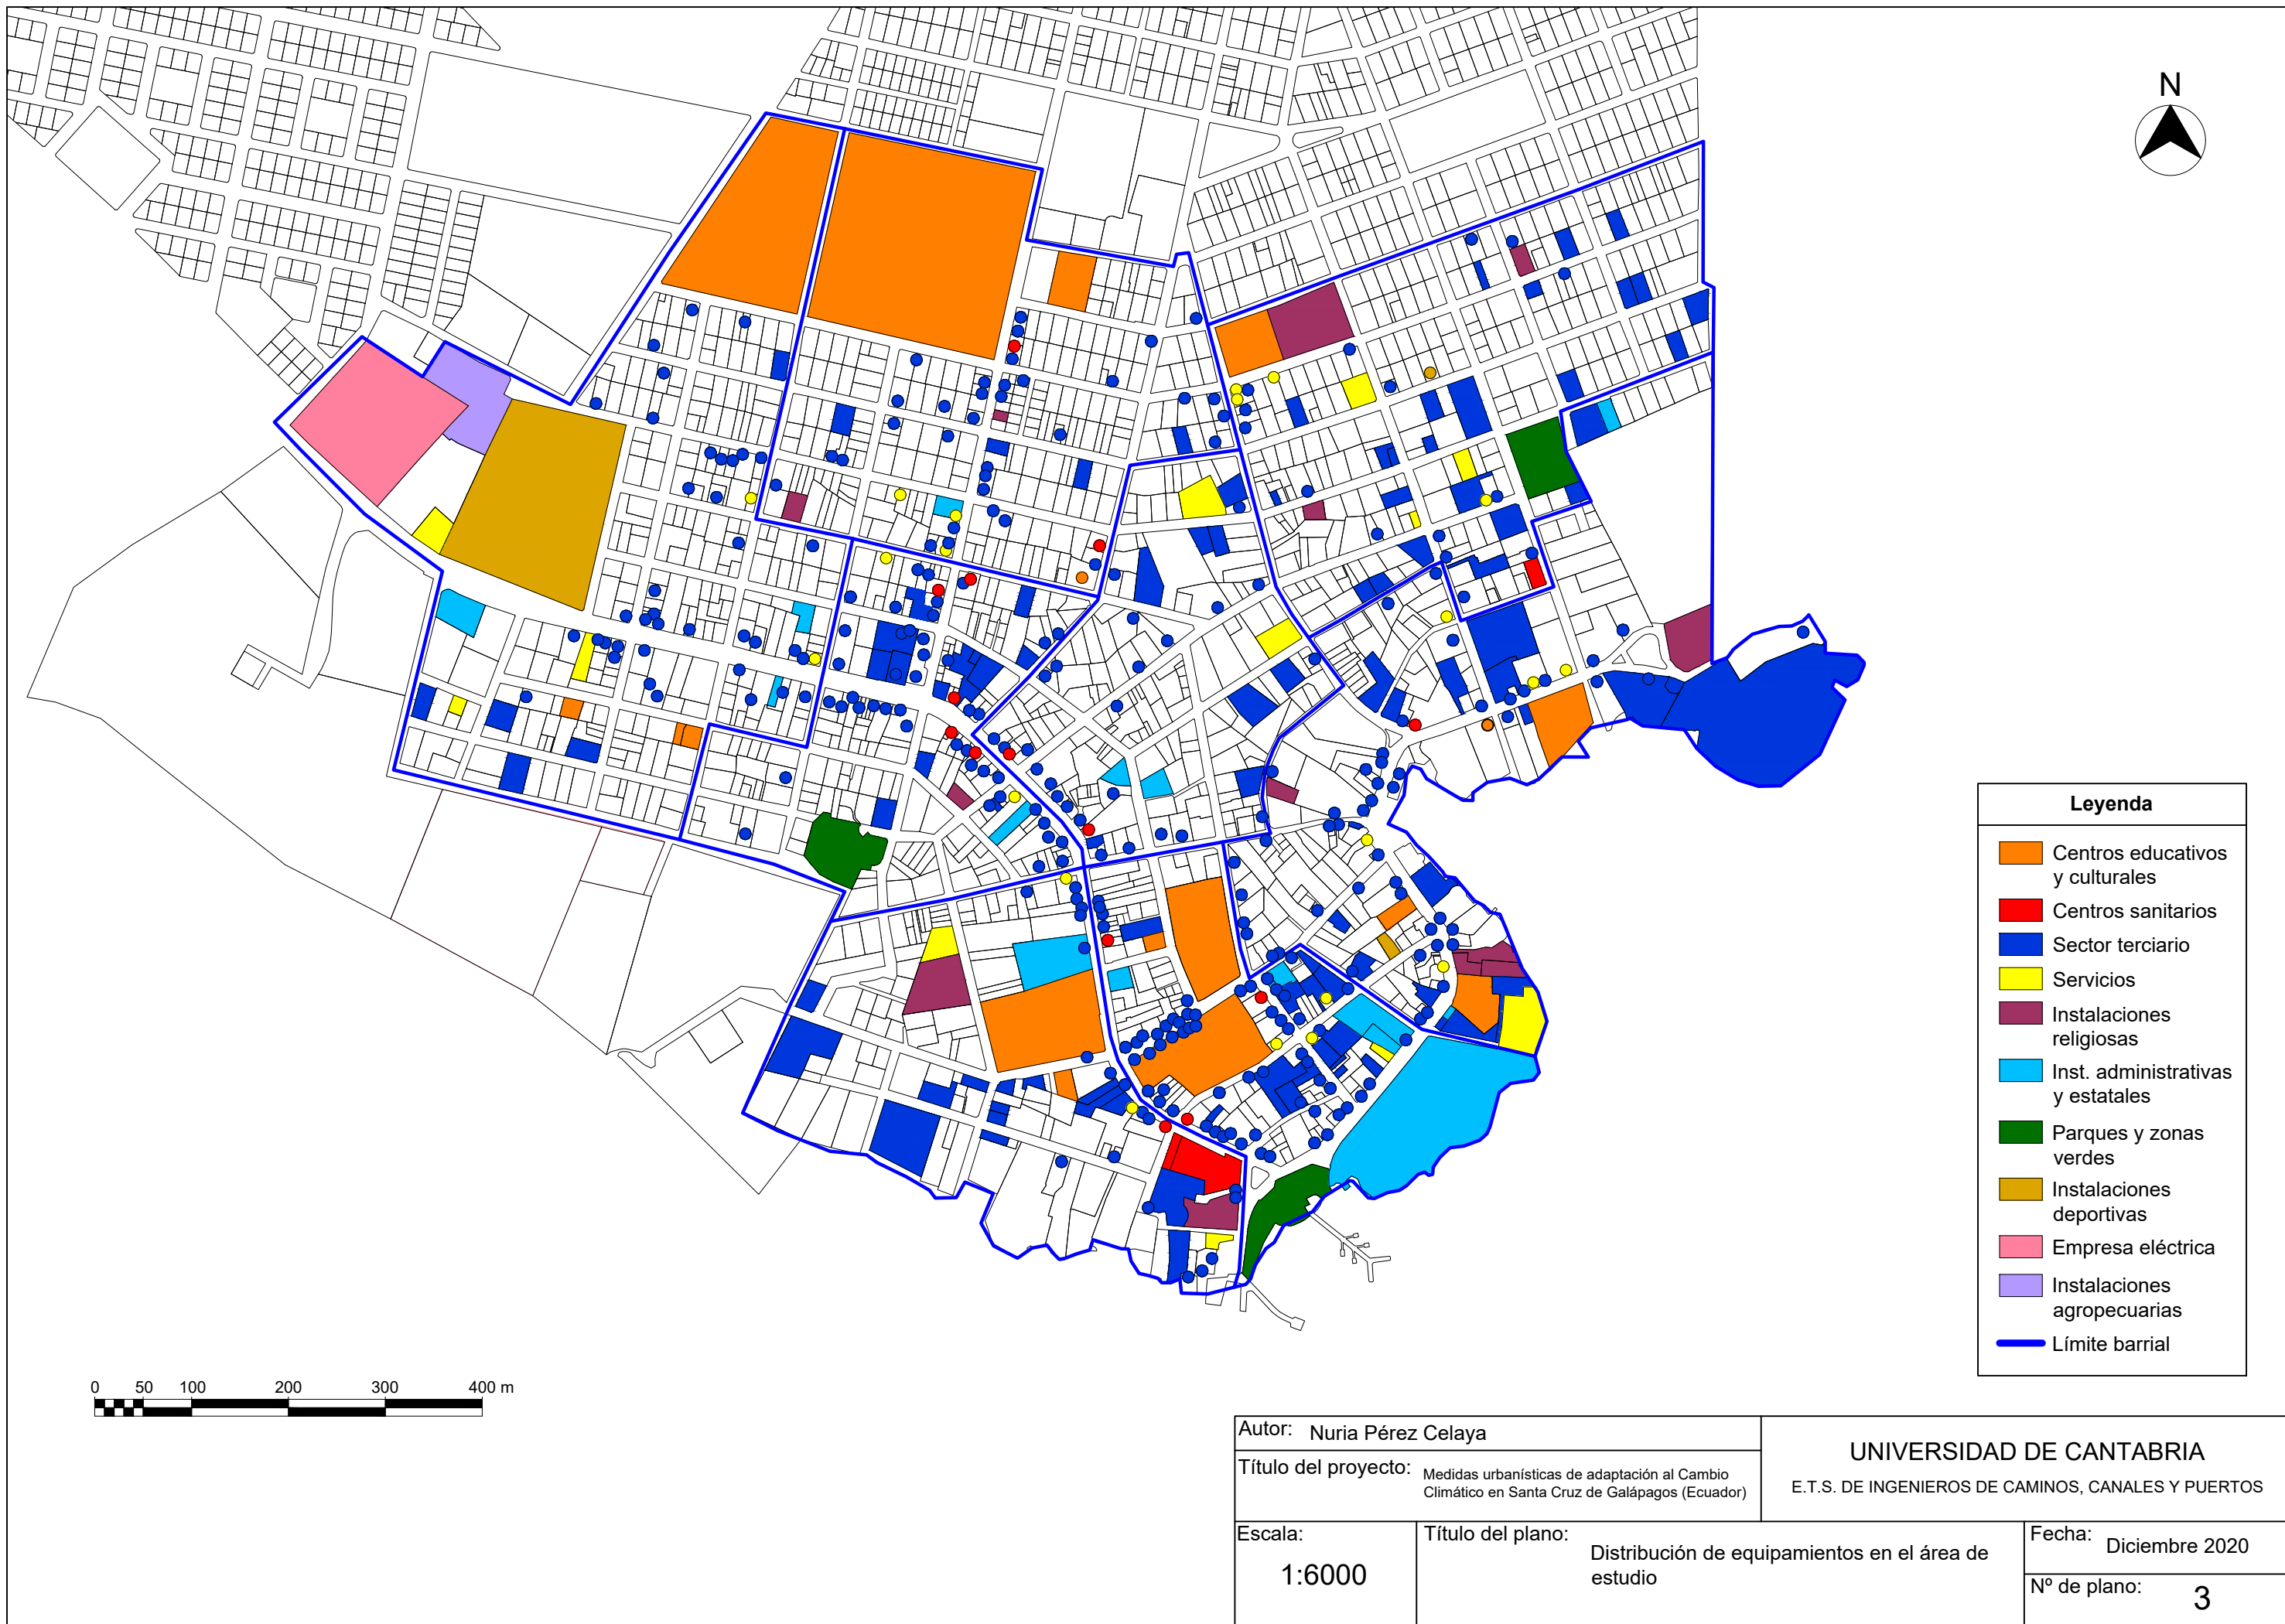 N
Leyenda
Centros educativos
y culturales
Centros sanitarios
Sector terciario
Servicios
Instalaciones
religiosas
Inst. administrativas
y estatales
Parques y zonas
verdes
Instalaciones
deportivas
Empresa eléctrica
Instalaciones
agropecuarias
Límite barrial
0 50 100 200 300 400 m
Autor: Nuria Pérez Celaya
Título del proyecto: Medidas urbanísticas de adaptación al Cambio
Climático en Santa Cruz de Galápagos (Ecuador)
UNIVERSIDAD DE CANTABRIA
E.T.S. DE INGENIEROS DE CAMINOS, CANALES Y PUERTOS
Escala:
1:6000
Título del plano:
Distribución de equipamientos en el área de
estudio
Fecha: Diciembre 2020
Nº de plano: 3